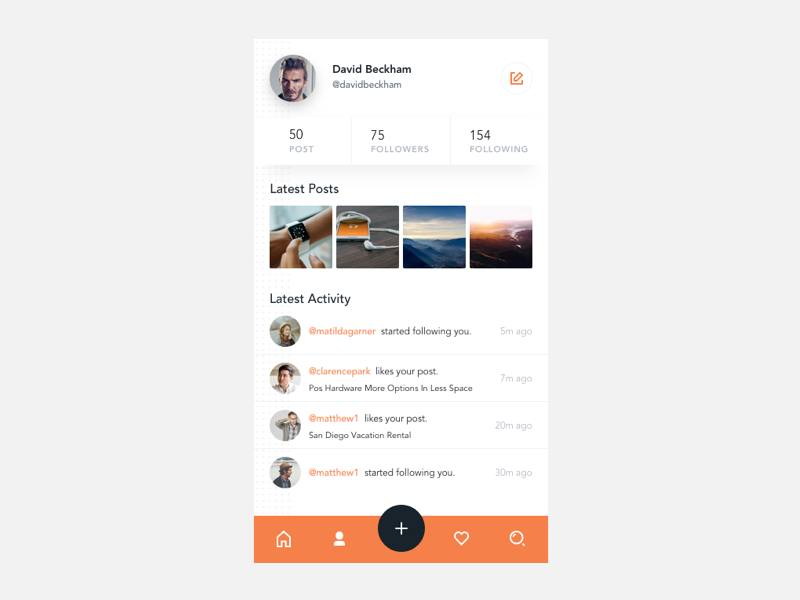 David Beckham
@davidbeckham
50
POST
75
FOLLOWERS
154
FOLLOWING
Latest Posts
Latest Activity
@matildagarner started following you.
5m ago
@clarencepark likes your post.
Pos Hardware More Options In Less Space
7m ago
@matthew1 likes your post.
San Diego Vacation Rental
20m ago
@matthew1 started following you.
30m ago